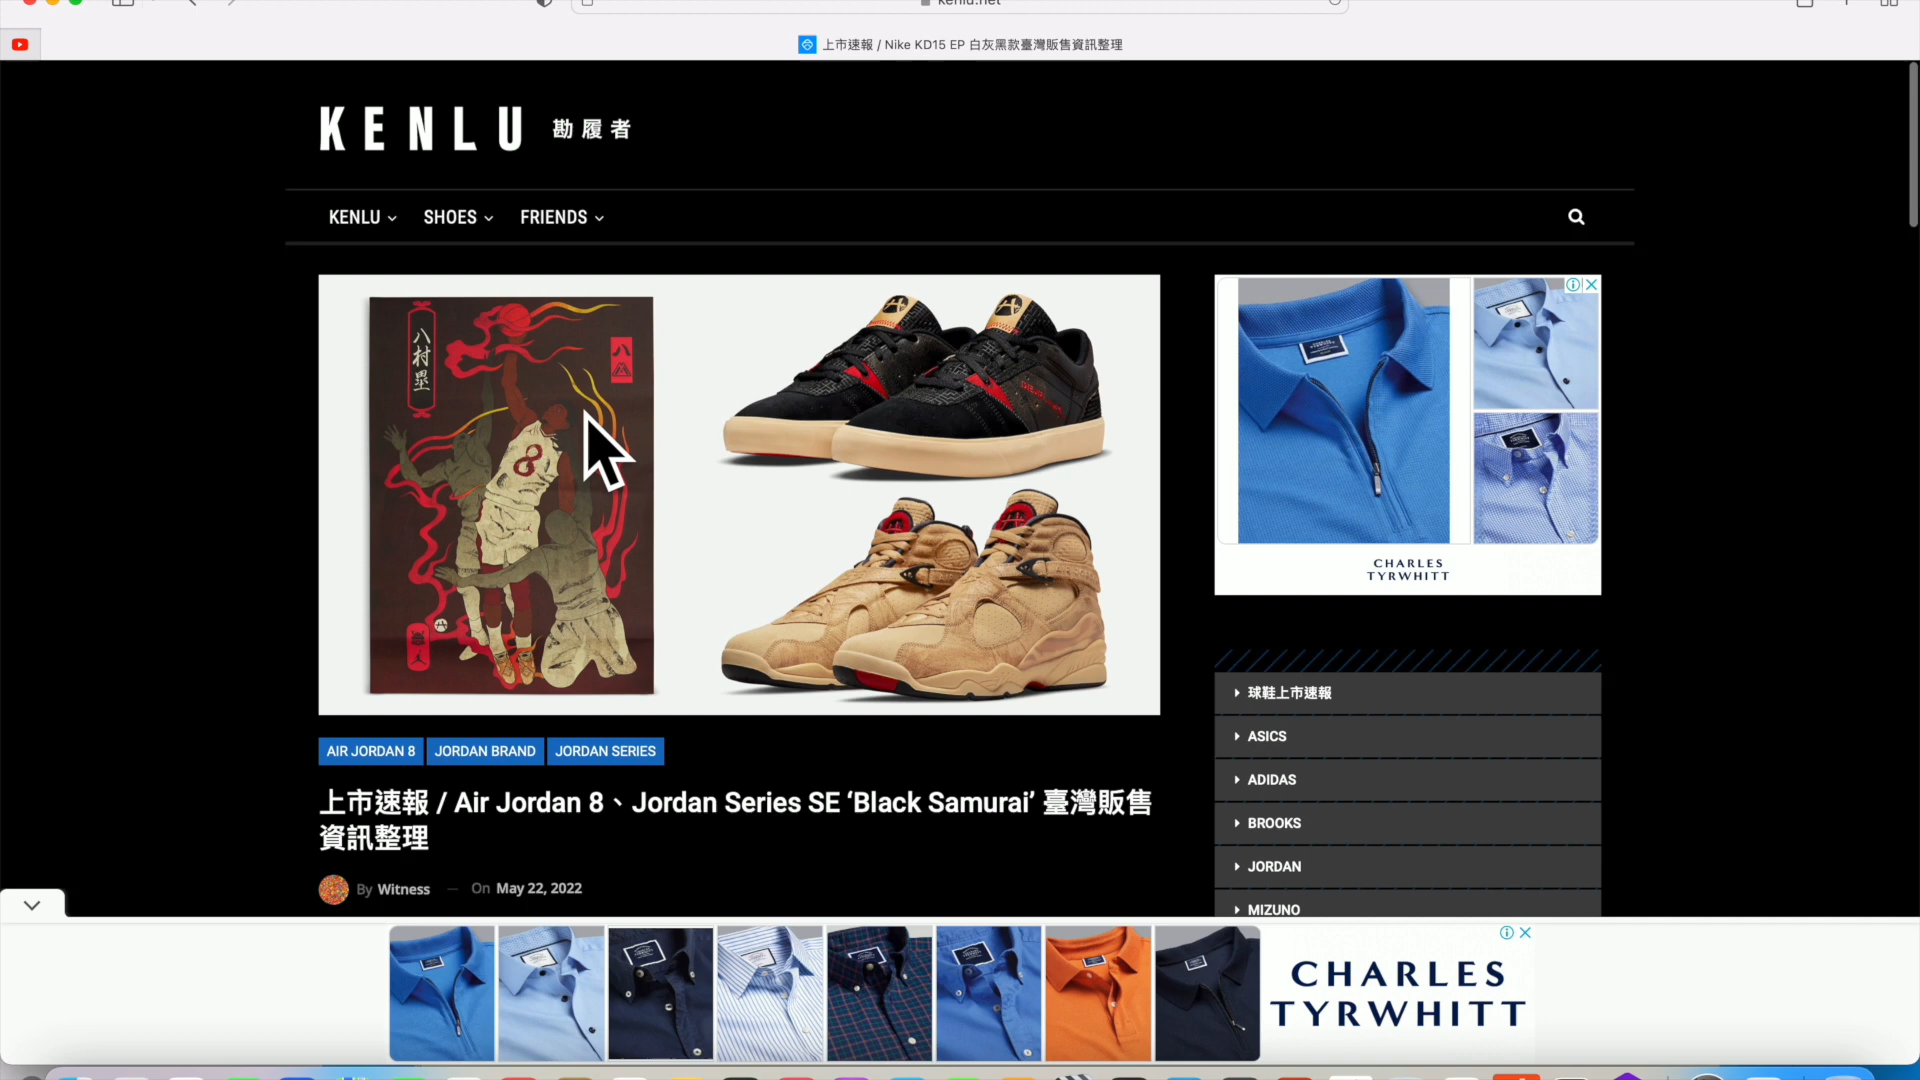 kenlu.net
上市速報 / Nike KD15 EP 白灰黑款臺灣販售資訊整理
KENLU 勘履者
KENLU
SHOES
FRIENDS
八村塁
八
8
AIR JORDAN 8
JORDAN BRAND
JORDAN SERIES
上市速報 / Air Jordan 8、Jordan Series SE ‘Black Samurai’ 臺灣販售
資訊整理
By Witness — On May 22, 2022
CHARLES
TYRWHITT
球鞋上市速報
ASICS
ADIDAS
BROOKS
JORDAN
MIZUNO
CHARLES
TYRWHITT